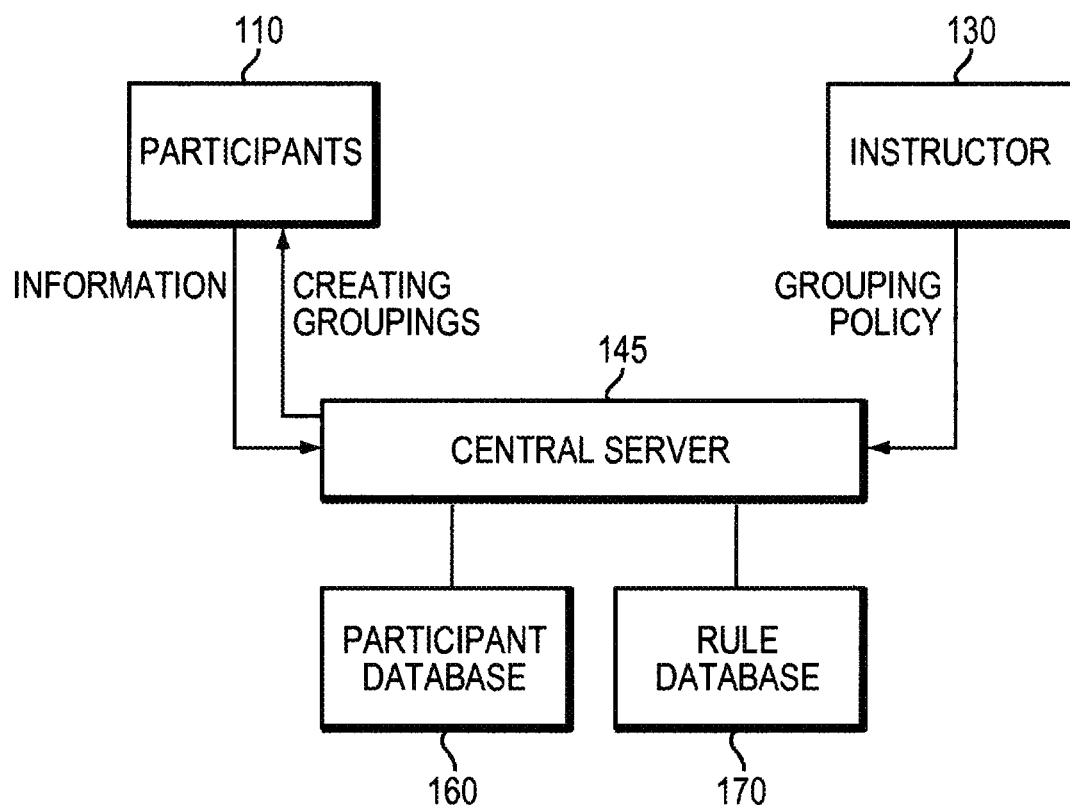 110
130
PARTICIPANTS
INSTRUCTOR
INFORMATION
CREATING
GROUPINGS
GROUPING
POLICY
145
CENTRAL SERVER
PARTICIPANT
DATABASE
RULE
DATABASE
160
170